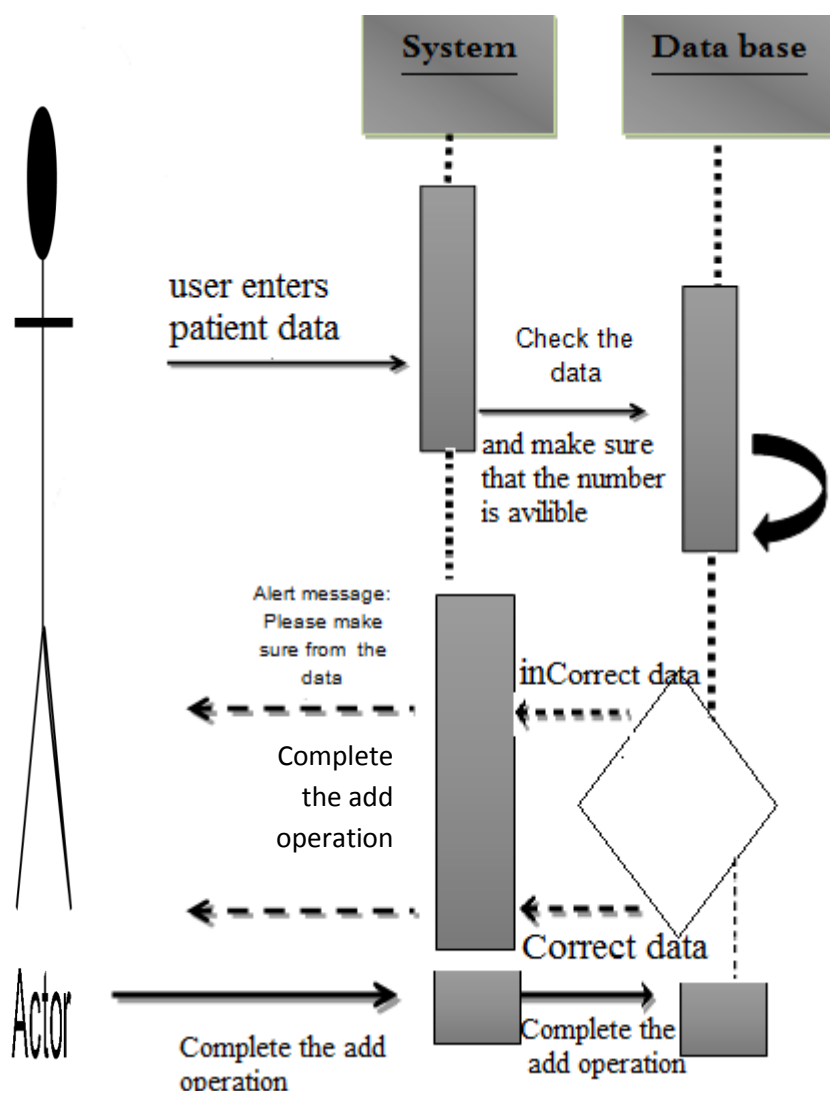 System
Data base
user enters
patient data
Check the
data
and make sure
that the number
is avilible
Alert message:
Please make
sure from the
data
inCorrect data
Complete
the add
operation
Correct data
Actor
Complete the add
operation
Complete the
add operation